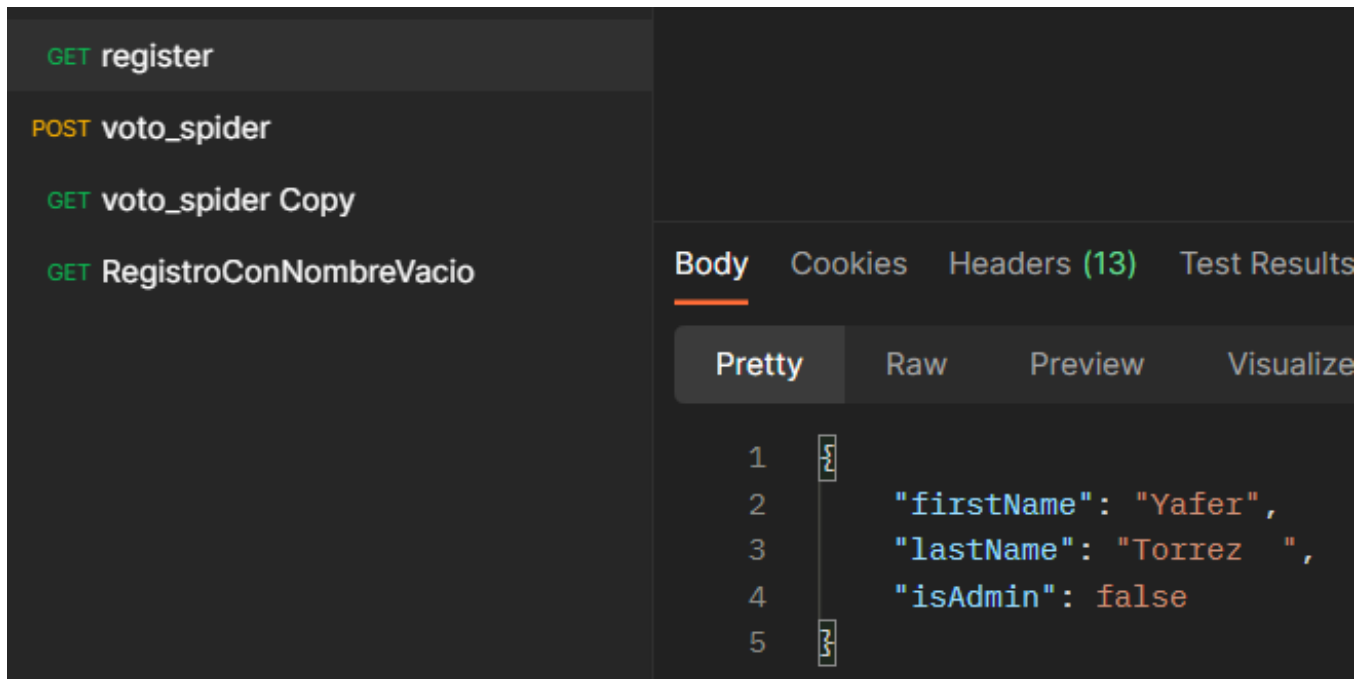 GET register
POST voto_spider
GET voto_spider Copy
GET RegistroConNombreVacio
Body Cookies Headers (13) Test Results
Pretty Raw Preview Visualize
1 {
2 "firstName": "Yafer",
3 "lastName": "Torrez  ",
4 "isAdmin": false
5 }